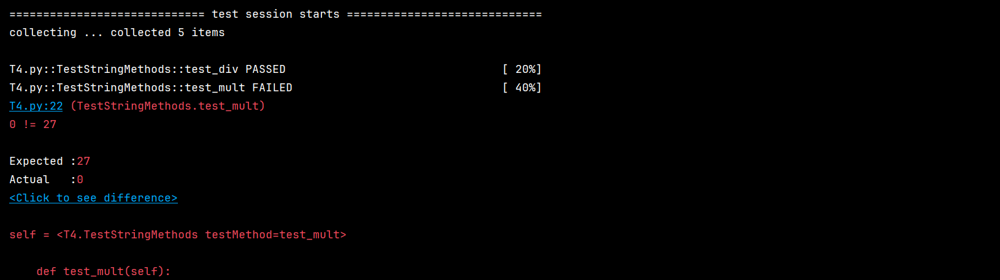 ============================= test session starts =============================
collecting ... collected 5 items
T4.py::TestStringMethods::test_div PASSED                                [ 20%]
T4.py::TestStringMethods::test_mult FAILED                               [ 40%]
T4.py:22 (TestStringMethods.test_mult)
0 != 27
Expected :27
Actual   :0
<Click to see difference>
self = <T4.TestStringMethods testMethod=test_mult>
    def test_mult(self):